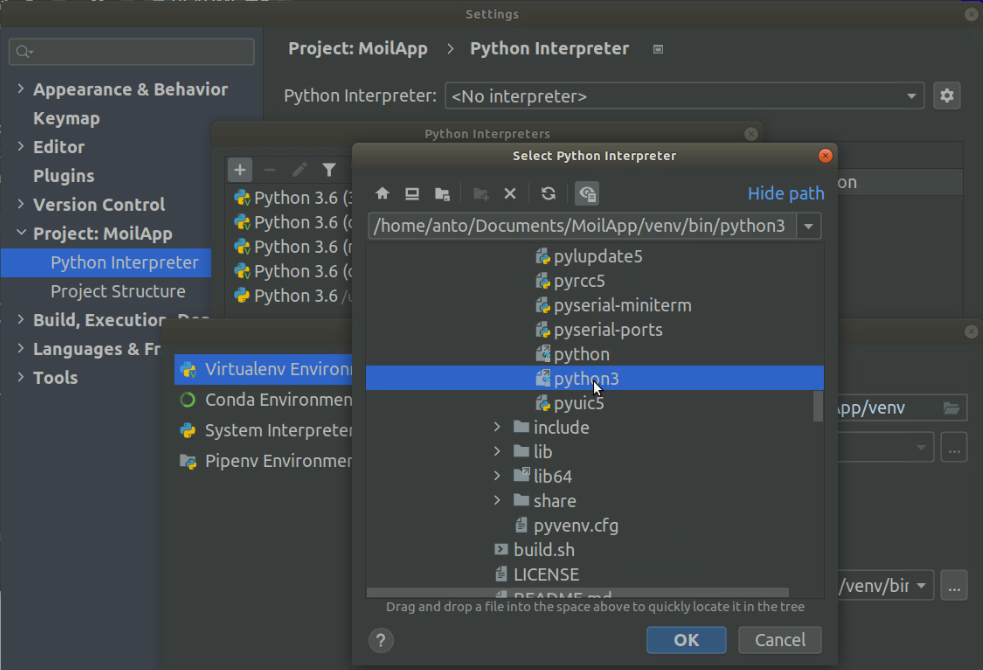 Settings
Project: MoilApp > Python Interpreter
Appearance & Behavior
Keymap
Editor
Plugins
Version Control
Project: MoilApp
Python Interpreter
Project Structure
Build, Execution,
Languages & Fr
Tools
Python Interpreter: <No interpreter>
Python Interpreters
Python 3.6 (
Python 3.6 (
Python 3.6 (
Python 3.6 (
Python 3.6 /
on
Virtualenv Environ
Conda Environmen
System Interprete
Pipenv Environme
Select Python Interpreter
Hide path
/home/anto/Documents/MoilApp/venv/bin/python3
pylupdate5
pyrcc5
pyserial-miniterm
pyserial-ports
python
python3
pyuic5
include
lib
lib64
share
pyvenv.cfg
build.sh
LICENSE
README.md
Drag and drop a file into the space above to quickly locate it in the tree
? OK Cancel
App/venv
...
/venv/bin
...